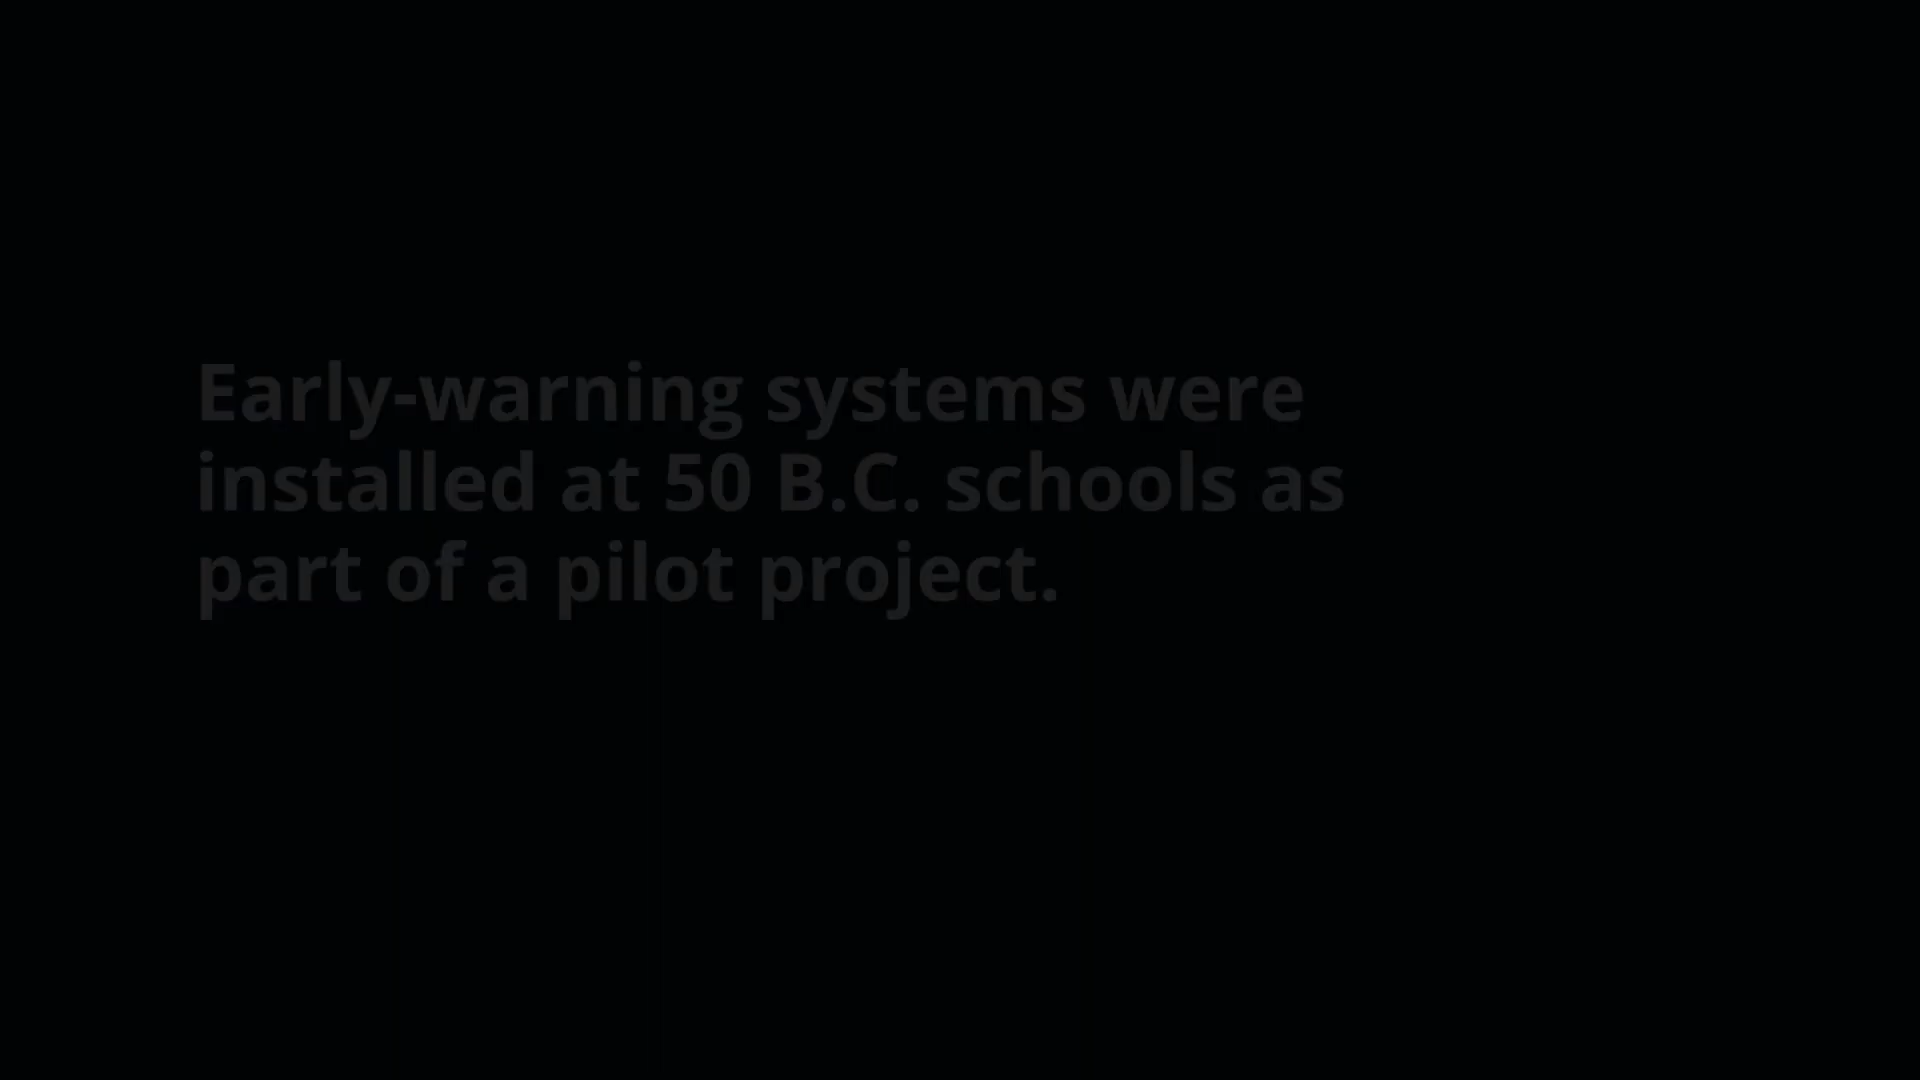 Early-warning systems were
installed at 50 B.C. schools as
part of a pilot project.